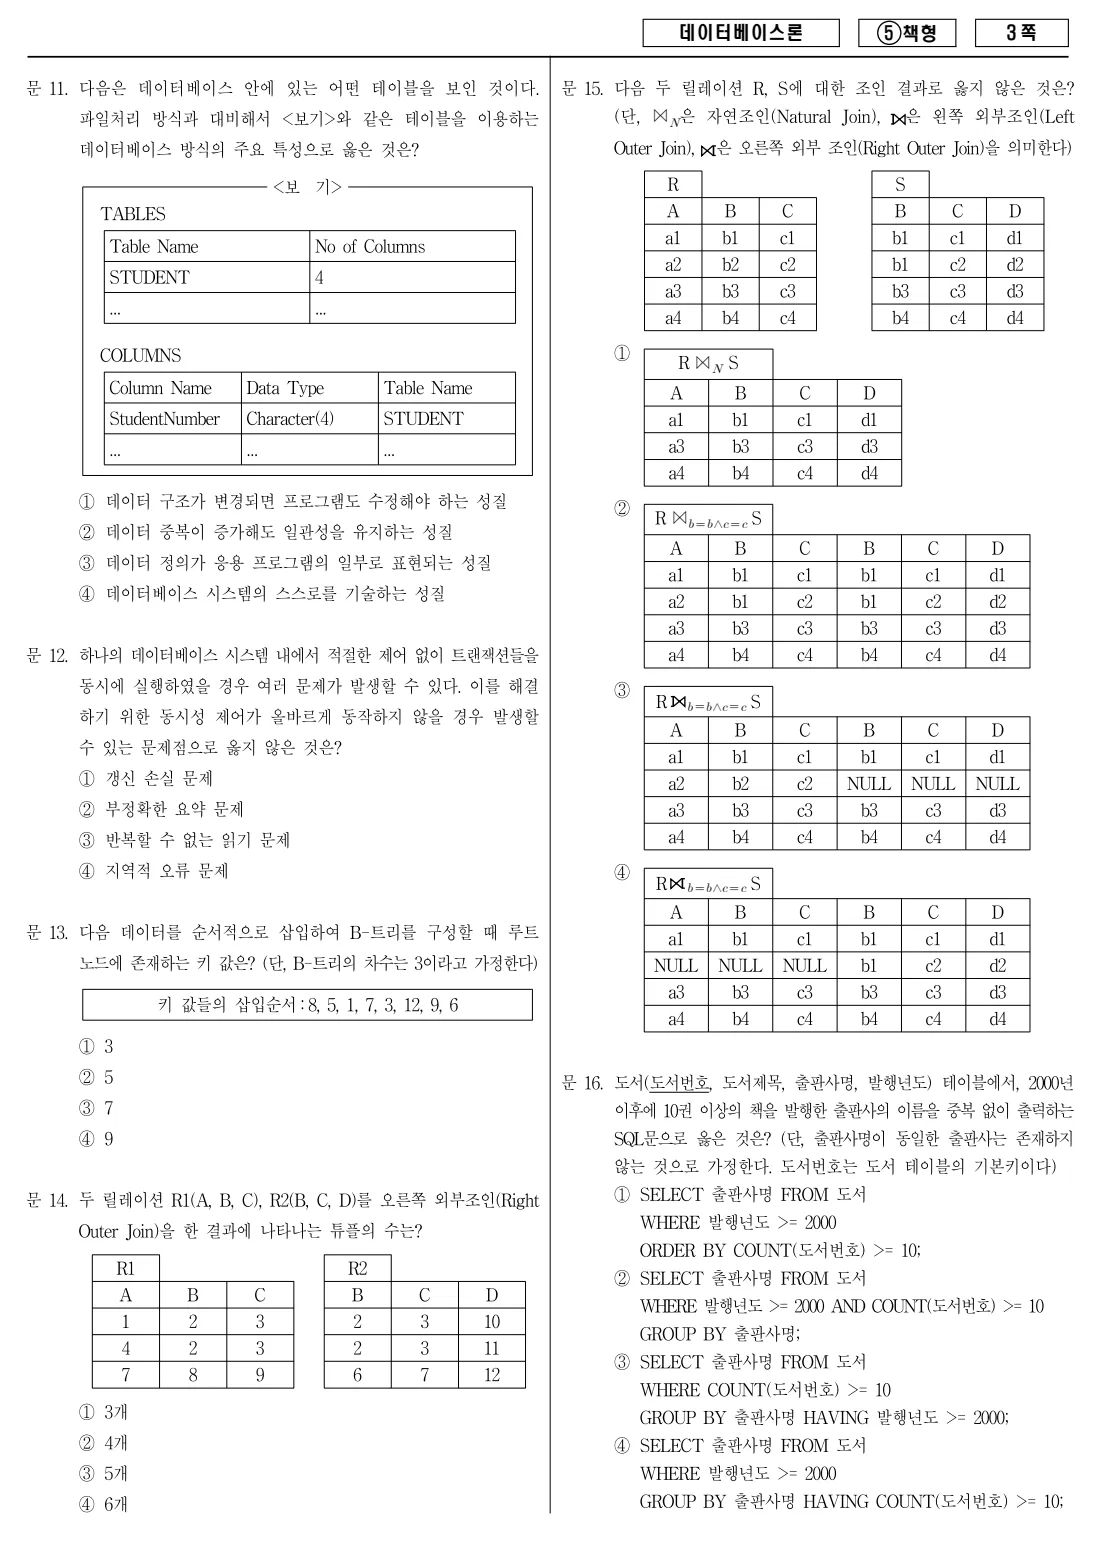 데이터베이스론 ⑤책형 3쪽
문 11. 다음은 데이터베이스 안에 있는 어떤 테이블을 보인 것이다.
파일처리 방식과 대비해서 <보기>와 같은 테이블을 이용하는
데이터베이스 방식의 주요 특성으로 옳은 것은?
<보 기>
TABLES
Table Name No of Columns
STUDENT 4
... ...
COLUMNS
Column Name Data Type Table Name
StudentNumber Character(4) STUDENT
... ... ...
① 데이터 구조가 변경되면 프로그램도 수정해야 하는 성질
② 데이터 중복이 증가해도 일관성을 유지하는 성질
③ 데이터 정의가 응용 프로그램의 일부로 표현되는 성질
④ 데이터베이스 시스템의 스스로를 기술하는 성질
문 12. 하나의 데이터베이스 시스템 내에서 적절한 제어 없이 트랜잭션들을
동시에 실행하였을 경우 여러 문제가 발생할 수 있다. 이를 해결
하기 위한 동시성 제어가 올바르게 동작하지 않을 경우 발생할
수 있는 문제점으로 옳지 않은 것은?
① 갱신 손실 문제
② 부정확한 요약 문제
③ 반복할 수 없는 읽기 문제
④ 지역적 오류 문제
문 13. 다음 데이터를 순서적으로 삽입하여 B-트리를 구성할 때 루트
노드에 존재하는 키 값은? (단, B-트리의 차수는 3이라고 가정한다)
키 값들의 삽입순서 : 8, 5, 1, 7, 3, 12, 9, 6
① 3
② 5
③ 7
④ 9
문 14. 두 릴레이션 R1(A, B, C), R2(B, C, D)를 오른쪽 외부조인(Right
Outer Join)을 한 결과에 나타나는 튜플의 수는?
R1 R2
A B C B C D
1 2 3 2 3 10
4 2 3 2 3 11
7 8 9 6 7 12
① 3개
② 4개
③ 5개
④ 6개
문 15. 다음 두 릴레이션 R, S에 대한 조인 결과로 옳지 않은 것은?
(단, ⋈N은 자연조인(Natural Join), ⟕은 왼쪽 외부조인(Left
Outer Join), ⟖은 오른쪽 외부 조인(Right Outer Join)을 의미한다)
R S
A B C B C D
a1 b1 c1 b1 c1 d1
a2 b2 c2 b1 c2 d2
a3 b3 c3 b3 c3 d3
a4 b4 c4 b4 c4 d4
① R ⋈N S
A B C D
a1 b1 c1 d1
a3 b3 c3 d3
a4 b4 c4 d4
② R ⋈b=b∧c=c S
A B C B C D
a1 b1 c1 b1 c1 d1
a2 b1 c2 b1 c2 d2
a3 b3 c3 b3 c3 d3
a4 b4 c4 b4 c4 d4
③ R ⟕b=b∧c=c S
A B C B C D
a1 b1 c1 b1 c1 d1
a2 b2 c2 NULL NULL NULL
a3 b3 c3 b3 c3 d3
a4 b4 c4 b4 c4 d4
④ R ⟖b=b∧c=c S
A B C B C D
a1 b1 c1 b1 c1 d1
NULL NULL NULL b1 c2 d2
a3 b3 c3 b3 c3 d3
a4 b4 c4 b4 c4 d4
문 16. 도서(도서번호, 도서제목, 출판사명, 발행년도) 테이블에서, 2000년
이후에 10권 이상의 책을 발행한 출판사의 이름을 중복 없이 출력하는
SQL문으로 옳은 것은? (단, 출판사명이 동일한 출판사는 존재하지
않는 것으로 가정한다. 도서번호는 도서 테이블의 기본키이다)
① SELECT 출판사명 FROM 도서
WHERE 발행년도 >= 2000
ORDER BY COUNT(도서번호) >= 10;
② SELECT 출판사명 FROM 도서
WHERE 발행년도 >= 2000 AND COUNT(도서번호) >= 10
GROUP BY 출판사명;
③ SELECT 출판사명 FROM 도서
WHERE COUNT(도서번호) >= 10
GROUP BY 출판사명 HAVING 발행년도 >= 2000;
④ SELECT 출판사명 FROM 도서
WHERE 발행년도 >= 2000
GROUP BY 출판사명 HAVING COUNT(도서번호) >= 10;